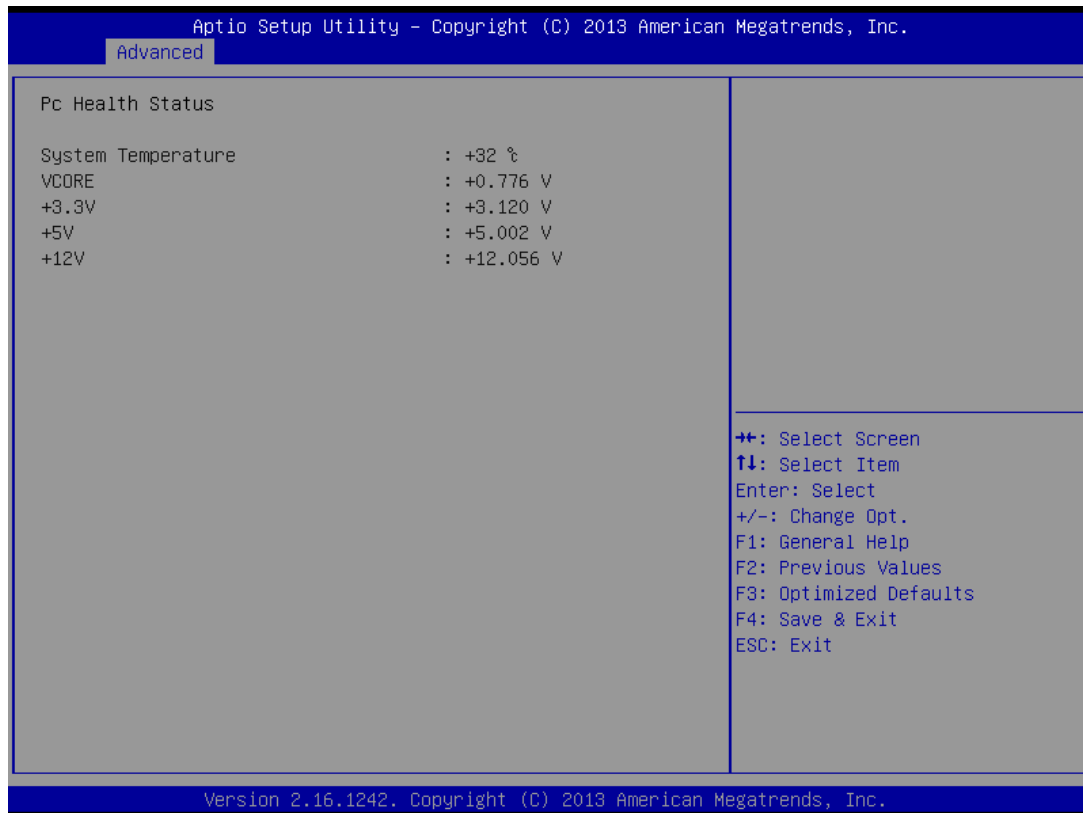 Aptio Setup Utility – Copyright (C) 2013 American Megatrends, Inc.
Advanced
Pc Health Status
System Temperature : +32 ℃
VCORE : +0.776 V
+3.3V : +3.120 V
+5V : +5.002 V
+12V : +12.056 V
→←: Select Screen
↑↓: Select Item
Enter: Select
+/-: Change Opt.
F1: General Help
F2: Previous Values
F3: Optimized Defaults
F4: Save & Exit
ESC: Exit
Version 2.16.1242. Copyright (C) 2013 American Megatrends, Inc.